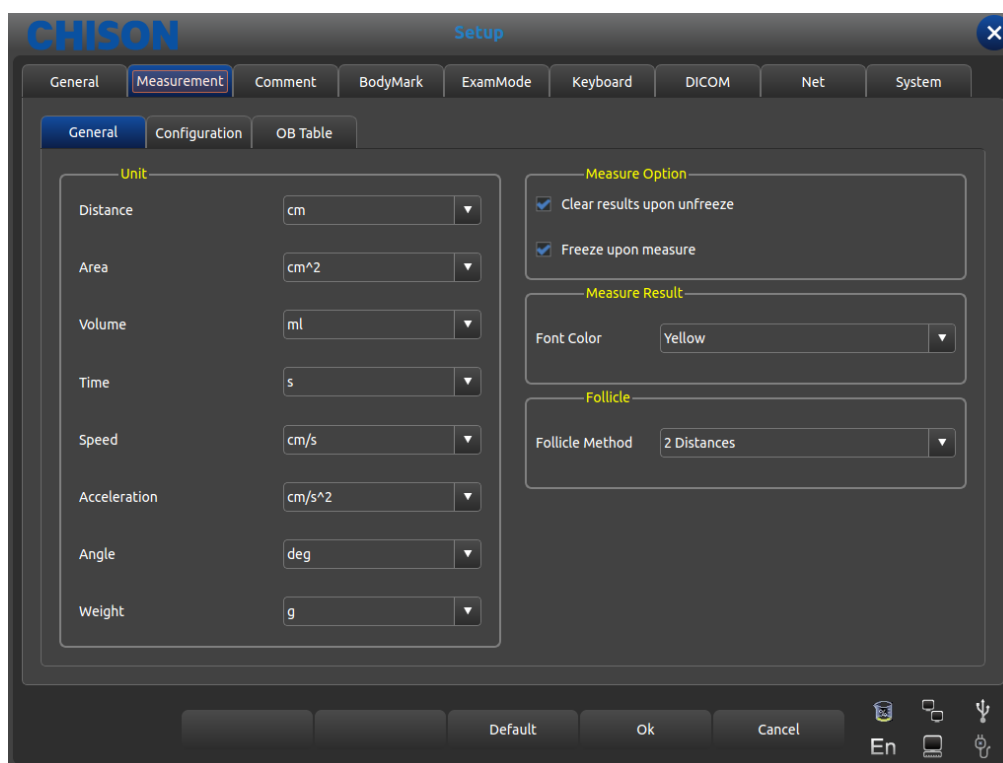 CHISON
Setup
General Measurement Comment BodyMark ExamMode Keyboard DICOM Net System
General Configuration OB Table
Unit
Distance cm
Area cm^2
Volume ml
Time s
Speed cm/s
Acceleration cm/s^2
Angle deg
Weight g
Measure Option
Clear results upon unfreeze
Freeze upon measure
Measure Result
Font Color Yellow
Follicle
Follicle Method 2 Distances
Default Ok Cancel
En